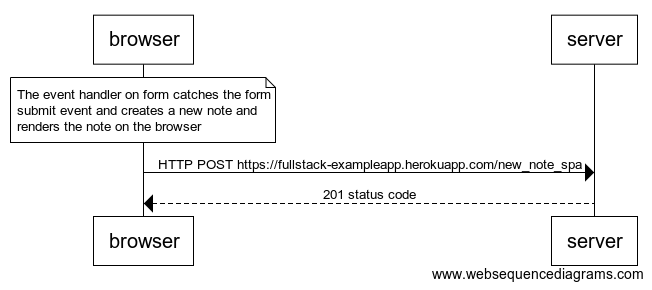 browser
server
The event handler on form catches the form
submit event and creates a new note and
renders the note on the browser
HTTP POST https://fullstack-exampleapp.herokuapp.com/new_note_spa
201 status code
browser
server
www.websequencediagrams.com